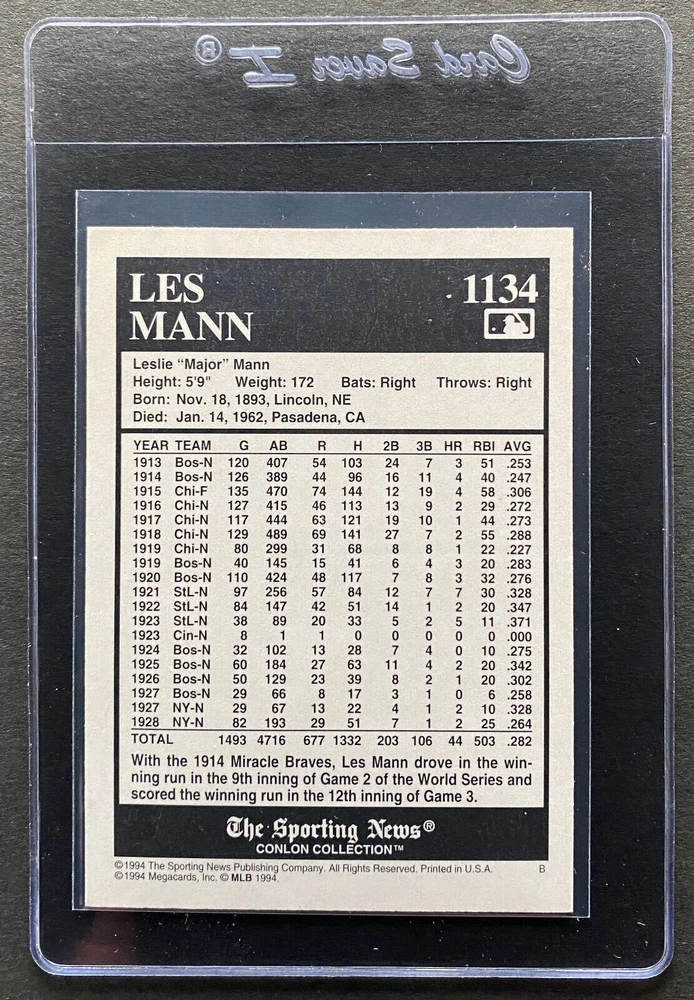 Card Saver I®
LES 1134
MANN
Leslie "Major" Mann
Height: 5'9" Weight: 172 Bats: Right Throws: Right
Born: Nov. 18, 1893, Lincoln, NE
Died: Jan. 14, 1962, Pasadena, CA
YEAR TEAM G AB R H 2B 3B HR RBI AVG
1913 Bos-N 120 407 54 103 24 7 3 51 .253
1914 Bos-N 126 389 44 96 16 11 4 40 .247
1915 Chi-F 135 470 74 144 12 19 4 58 .306
1916 Chi-N 127 415 46 113 13 9 2 29 .272
1917 Chi-N 117 444 63 121 19 10 1 44 .273
1918 Chi-N 129 489 69 141 27 7 2 55 .288
1919 Chi-N 80 299 31 68 8 8 1 22 .227
1919 Bos-N 40 145 15 41 6 4 3 20 .283
1920 Bos-N 110 424 48 117 7 8 3 32 .276
1921 StL-N 97 256 57 84 12 7 7 30 .328
1922 StL-N 84 147 42 51 14 1 2 20 .347
1923 StL-N 38 89 20 33 5 2 5 11 .371
1923 Cin-N 8 1 1 0 0 0 0 0 .000
1924 Bos-N 32 102 13 28 7 4 0 10 .275
1925 Bos-N 60 184 27 63 11 4 2 20 .342
1926 Bos-N 50 129 23 39 8 2 1 20 .302
1927 Bos-N 29 66 8 17 3 1 0 6 .258
1927 NY-N 29 67 13 22 4 1 2 10 .328
1928 NY-N 82 193 29 51 7 1 2 25 .264
TOTAL 1493 4716 677 1332 203 106 44 503 .282
With the 1914 Miracle Braves, Les Mann drove in the win-
ning run in the 9th inning of Game 2 of the World Series and
scored the winning run in the 12th inning of Game 3.
The Sporting News®
CONLON COLLECTION™
©1994 The Sporting News Publishing Company. All Rights Reserved. Printed in U.S.A. B
©1994 Megacards, Inc. © MLB 1994.